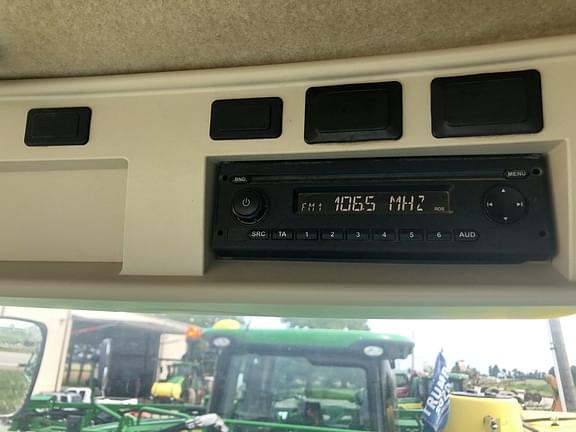 BND
MENU
FM1 106.5 MHZ
RDS
SRC TA 1 2 3 4 5 6 AUD
TRUMP